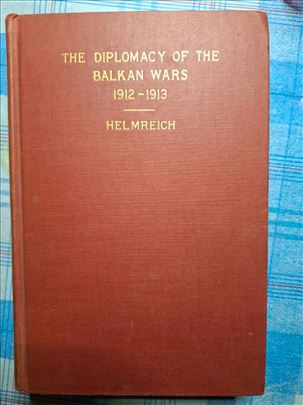 THE DIPLOMACY OF THE
BALKAN WARS
1912-1913
HELMREICH